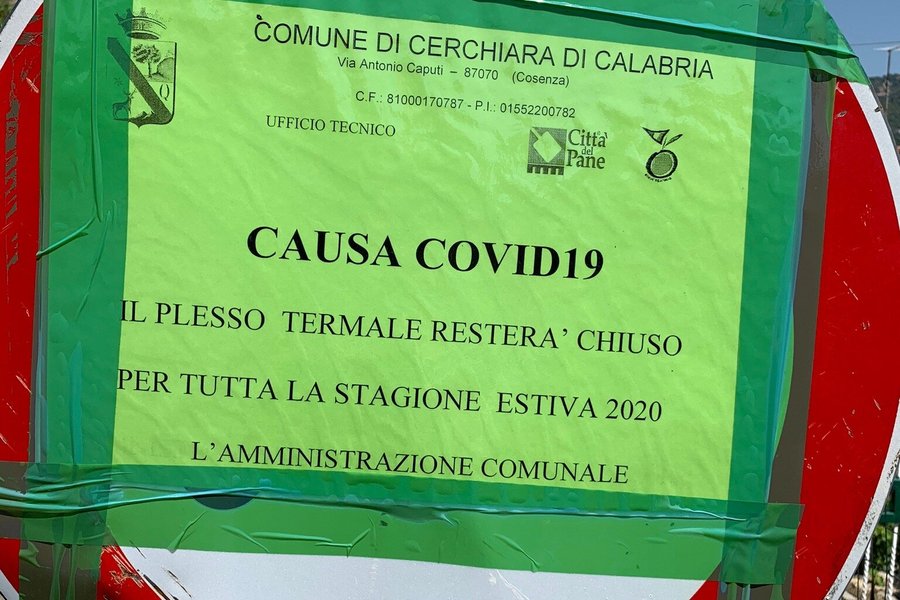 COMUNE DI CERCHIARA DI CALABRIA
Via Antonio Caputi – 87070 (Cosenza)
C.F.: 81000170787 - P.I.: 01552200782
UFFICIO TECNICO
Città
del
Pane
CAUSA COVID19
IL PLESSO TERMALE RESTERA’ CHIUSO
PER TUTTA LA STAGIONE ESTIVA 2020
L’AMMINISTRAZIONE COMUNALE